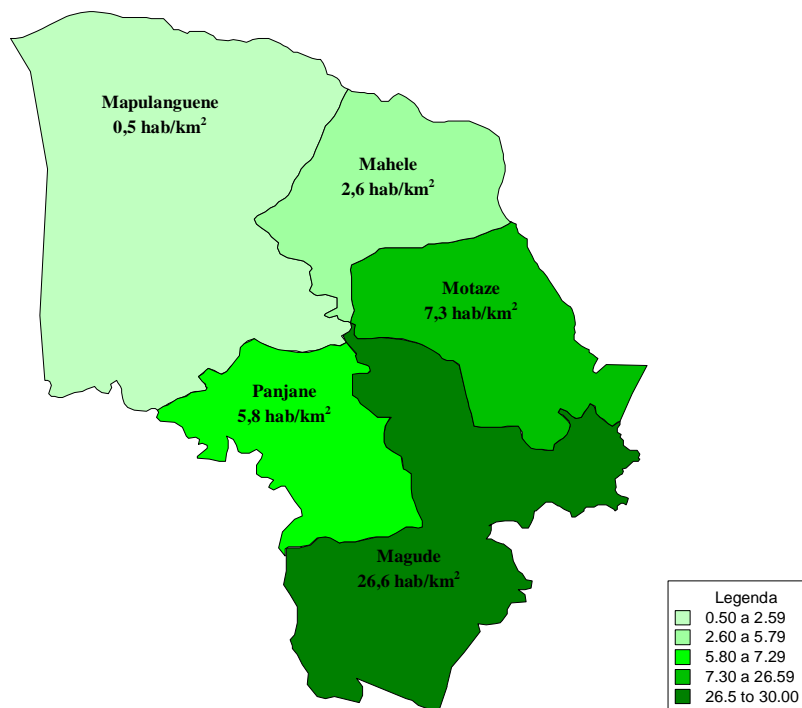 Mapulanguene
0,5 hab/km²
Mahele
2,6 hab/km²
Motaze
7,3 hab/km²
Panjane
5,8 hab/km²
Magude
26,6 hab/km²
Legenda
0.50 a 2.59
2.60 a 5.79
5.80 a 7.29
7.30 a 26.59
26.5 to 30.00